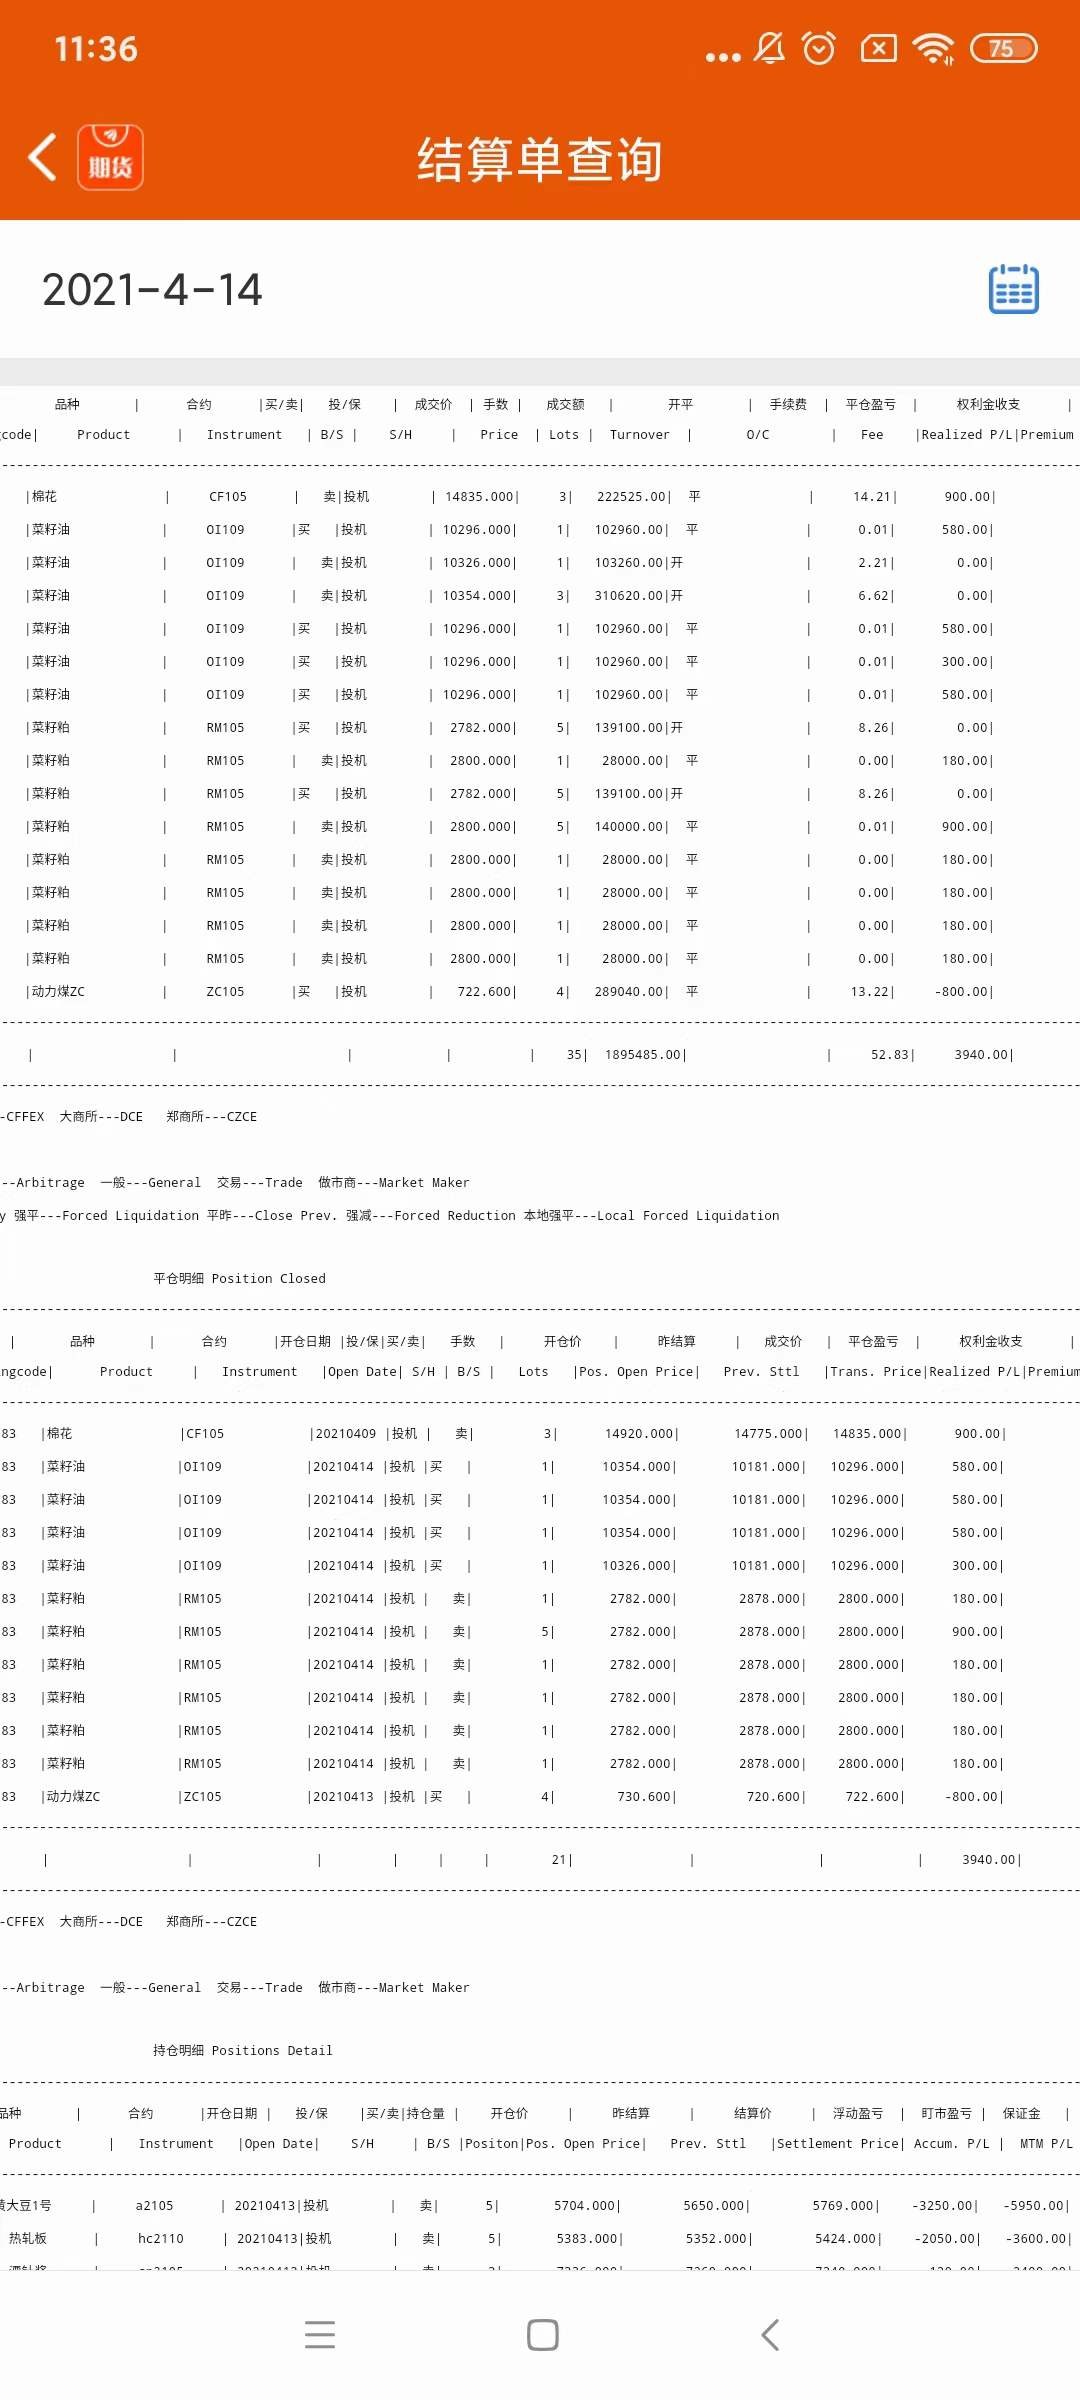 11:36
75
期货
结算单查询
2021-4-14
品种 | 合约 |买/卖| 投/保 | 成交价 | 手数 | 成交额 | 开平 | 手续费 | 平仓盈亏 | 权利金收支 |
code| Product | Instrument | B/S | S/H | Price | Lots | Turnover | O/C | Fee |Realized P/L|Premium
|棉花 | CF105 | 卖|投机 | 14835.000| 3| 222525.00| 平 | 14.21| 900.00|
|菜籽油 | OI109 |买 |投机 | 10296.000| 1| 102960.00| 平 | 0.01| 580.00|
|菜籽油 | OI109 | 卖|投机 | 10326.000| 1| 103260.00|开 | 2.21| 0.00|
|菜籽油 | OI109 | 卖|投机 | 10354.000| 3| 310620.00|开 | 6.62| 0.00|
|菜籽油 | OI109 |买 |投机 | 10296.000| 1| 102960.00| 平 | 0.01| 580.00|
|菜籽油 | OI109 |买 |投机 | 10296.000| 1| 102960.00| 平 | 0.01| 300.00|
|菜籽油 | OI109 |买 |投机 | 10296.000| 1| 102960.00| 平 | 0.01| 580.00|
|菜籽粕 | RM105 |买 |投机 | 2782.000| 5| 139100.00|开 | 8.26| 0.00|
|菜籽粕 | RM105 | 卖|投机 | 2800.000| 1| 28000.00| 平 | 0.00| 180.00|
|菜籽粕 | RM105 |买 |投机 | 2782.000| 5| 139100.00|开 | 8.26| 0.00|
|菜籽粕 | RM105 | 卖|投机 | 2800.000| 5| 140000.00| 平 | 0.01| 900.00|
|菜籽粕 | RM105 | 卖|投机 | 2800.000| 1| 28000.00| 平 | 0.00| 180.00|
|菜籽粕 | RM105 | 卖|投机 | 2800.000| 1| 28000.00| 平 | 0.00| 180.00|
|菜籽粕 | RM105 | 卖|投机 | 2800.000| 1| 28000.00| 平 | 0.00| 180.00|
|菜籽粕 | RM105 | 卖|投机 | 2800.000| 1| 28000.00| 平 | 0.00| 180.00|
|动力煤ZC | ZC105 |买 |投机 | 722.600| 4| 289040.00| 平 | 13.22| -800.00|
| | | | | 35| 1895485.00| | 52.83| 3940.00|
-CFFEX 大商所---DCE 郑商所---CZCE
--Arbitrage 一般---General 交易---Trade 做市商---Market Maker
y 强平---Forced Liquidation 平昨---Close Prev. 强减---Forced Reduction 本地强平---Local Forced Liquidation
平仓明细 Position Closed
| 品种 | 合约 |开仓日期 |投/保|买/卖| 手数 | 开仓价 | 昨结算 | 成交价 | 平仓盈亏 | 权利金收支 |
ngcode| Product | Instrument |Open Date| S/H | B/S | Lots |Pos. Open Price| Prev. Sttl |Trans. Price|Realized P/L|Premium
83 |棉花 |CF105 |20210409 |投机 | 卖| 3| 14920.000| 14775.000| 14835.000| 900.00|
83 |菜籽油 |OI109 |20210414 |投机 |买 | 1| 10354.000| 10181.000| 10296.000| 580.00|
83 |菜籽油 |OI109 |20210414 |投机 |买 | 1| 10354.000| 10181.000| 10296.000| 580.00|
83 |菜籽油 |OI109 |20210414 |投机 |买 | 1| 10354.000| 10181.000| 10296.000| 580.00|
83 |菜籽油 |OI109 |20210414 |投机 |买 | 1| 10326.000| 10181.000| 10296.000| 300.00|
83 |菜籽粕 |RM105 |20210414 |投机 | 卖| 1| 2782.000| 2878.000| 2800.000| 180.00|
83 |菜籽粕 |RM105 |20210414 |投机 | 卖| 5| 2782.000| 2878.000| 2800.000| 900.00|
83 |菜籽粕 |RM105 |20210414 |投机 | 卖| 1| 2782.000| 2878.000| 2800.000| 180.00|
83 |菜籽粕 |RM105 |20210414 |投机 | 卖| 1| 2782.000| 2878.000| 2800.000| 180.00|
83 |菜籽粕 |RM105 |20210414 |投机 | 卖| 1| 2782.000| 2878.000| 2800.000| 180.00|
83 |菜籽粕 |RM105 |20210414 |投机 | 卖| 1| 2782.000| 2878.000| 2800.000| 180.00|
83 |动力煤ZC |ZC105 |20210413 |投机 |买 | 4| 730.600| 720.600| 722.600| -800.00|
| | | | | | 21| | | | 3940.00|
-CFFEX 大商所---DCE 郑商所---CZCE
--Arbitrage 一般---General 交易---Trade 做市商---Market Maker
持仓明细 Positions Detail
品种 | 合约 |开仓日期 | 投/保 |买/卖|持仓量 | 开仓价 | 昨结算 | 结算价 | 浮动盈亏 | 盯市盈亏 | 保证金 |
Product | Instrument |Open Date| S/H | B/S |Positon|Pos. Open Price| Prev. Sttl |Settlement Price| Accum. P/L | MTM P/L
黄大豆1号 | a2105 | 20210413|投机 | 卖| 5| 5704.000| 5650.000| 5769.000| -3250.00| -5950.00|
热轧板 | hc2110 | 20210413|投机 | 卖| 5| 5383.000| 5352.000| 5424.000| -2050.00| -3600.00|